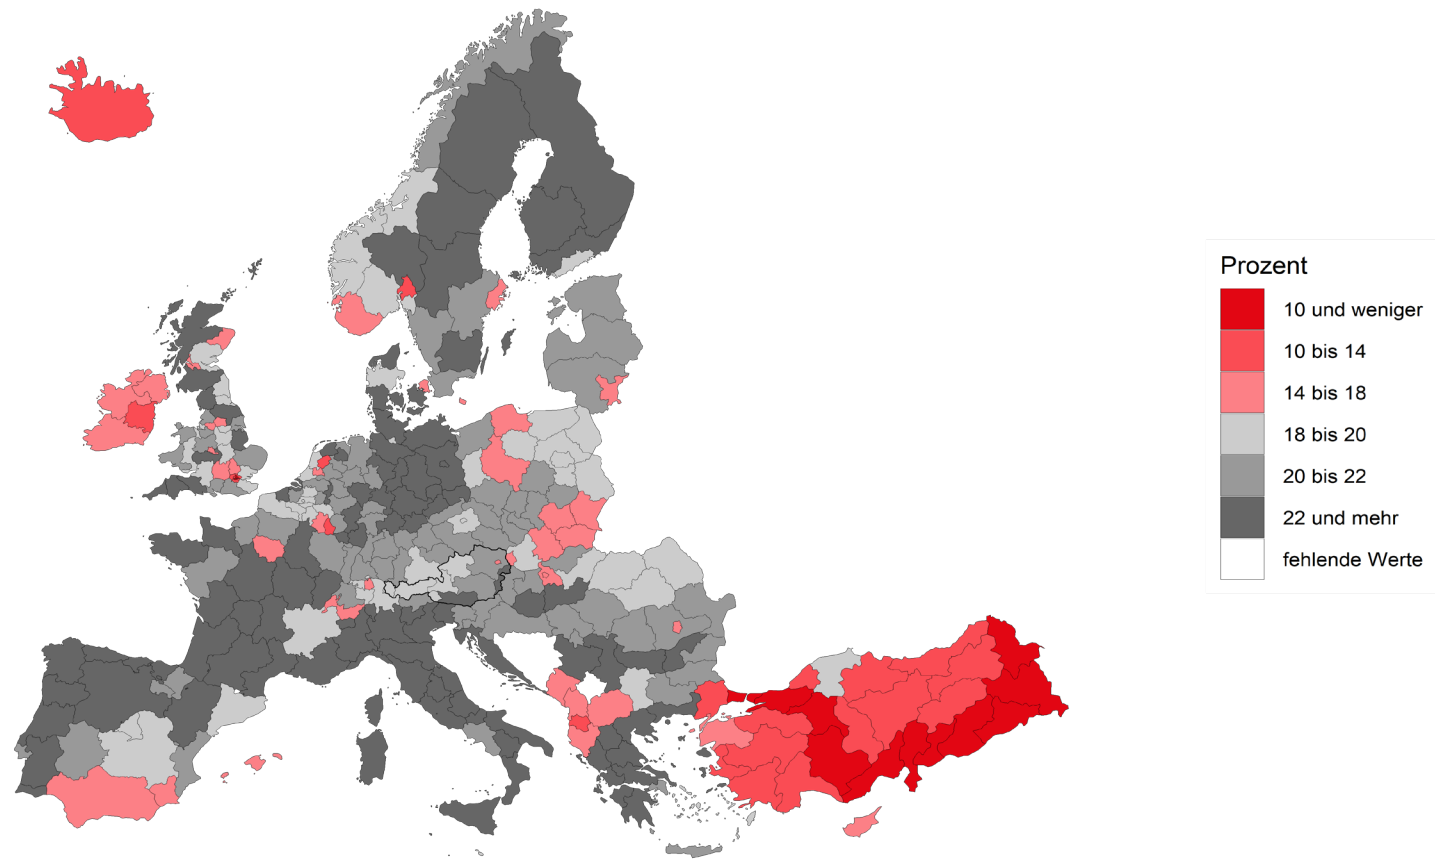 Prozent
10 und weniger
10 bis 14
14 bis 18
18 bis 20
20 bis 22
22 und mehr
fehlende Werte